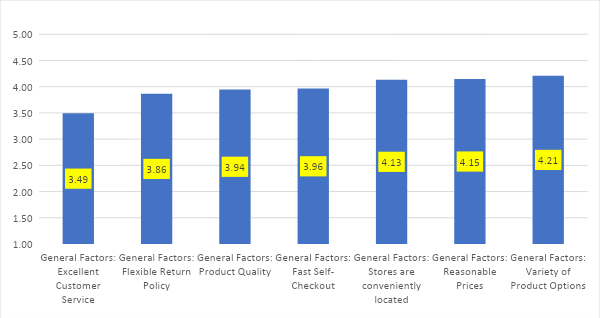 5.00
4.50
4.00
3.50
3.00
2.50
2.00
1.50
1.00
3.49
3.86
3.94
3.96
4.13
4.15
4.21
General Factors:
Excellent
Customer
Service
General Factors:
Flexible Return
Policy
General Factors:
Product Quality
General Factors:
Fast Self-
Checkout
General Factors:
Stores are
conveniently
located
General Factors:
Reasonable
Prices
General Factors:
Variety of
Product Options